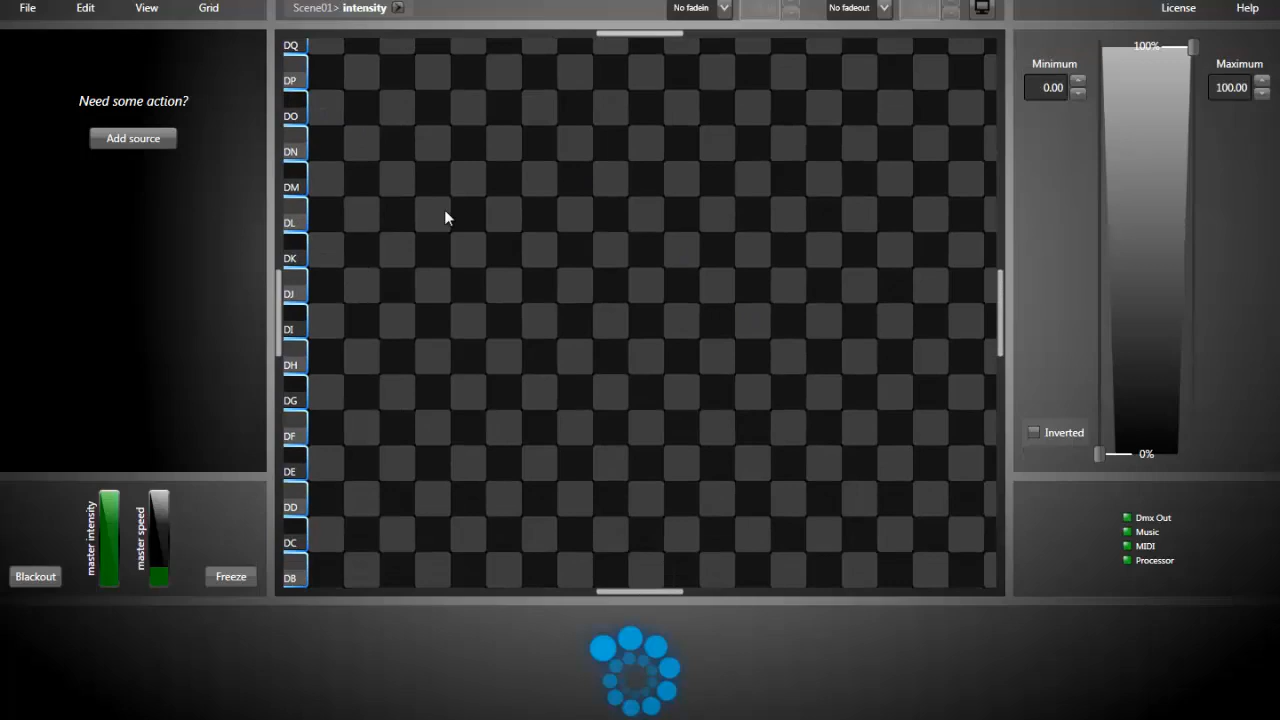 File Edit View Grid Scene01> intensity No fadein No fadeout License Help
Need some action?
Add source
DQ
DP
DO
DN
DM
DL
DK
DJ
DI
DH
DG
DF
DE
DD
DC
DB
100%
Minimum Maximum
0.00 100.00
Inverted
0%
master intensity
master speed
Blackout Freeze
Dmx Out
Music
MIDI
Processor